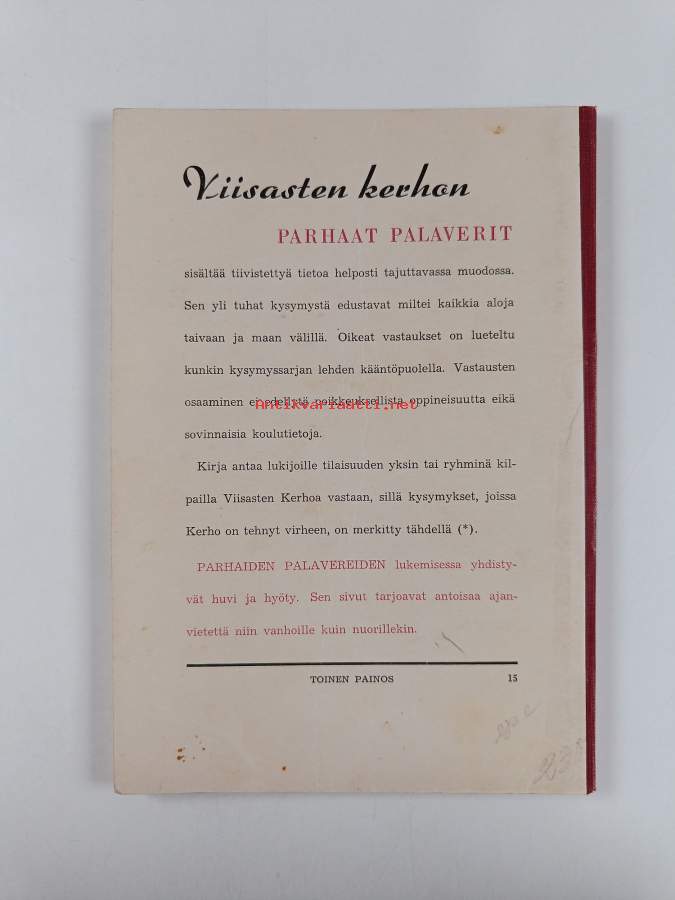 Viisasten kerhon
PARHAAT PALAVERIT
sisältää tiivistettyä tietoa helposti tajuttavassa muodossa.
Sen yli tuhat kysymystä edustavat miltei kaikkia aloja
taivaan ja maan välillä. Oikeat vastaukset on lueteltu
kunkin kysymyssarjan lehden kääntöpuolella. Vastausten
osaaminen ei edellytä poikkeuksellista oppineisuutta eikä
Antikvariaatti.net
sovinnaisia koulutietoja.
Kirja antaa lukijoille tilaisuuden yksin tai ryhminä kil-
pailla Viisasten Kerhoa vastaan, sillä kysymykset, joissa
Kerho on tehnyt virheen, on merkitty tähdellä (*).
PARHAIDEN PALAVEREIDEN lukemisessa yhdisty-
vät huvi ja hyöty. Sen sivut tarjoavat antoisaa ajan-
vietettä niin vanhoille kuin nuorillekin.
TOINEN PAINOS 15